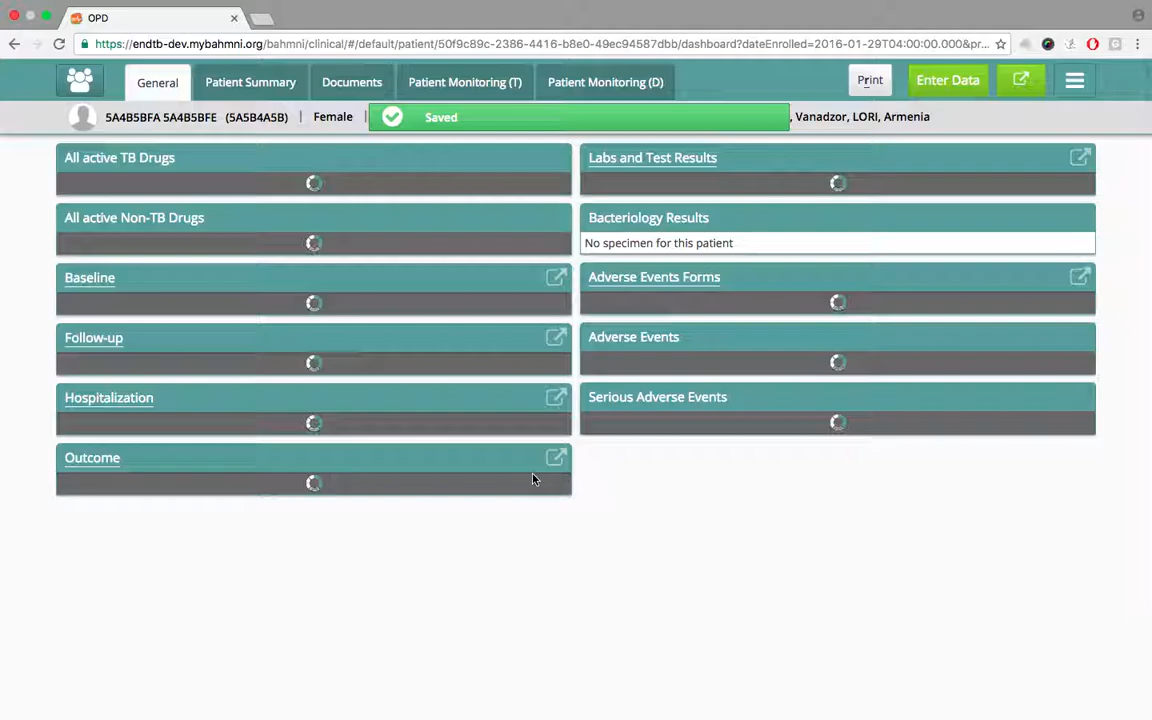 OPD
https://endtb-dev.mybahmni.org/bahmni/clinical/#/default/patient/50f9c89c-2386-4416-b8e0-49ec94587dbb/dashboard?dateEnrolled=2016-01-29T04:00:00.000&pr...
General
Patient Summary
Documents
Patient Monitoring (T)
Patient Monitoring (D)
Print
Enter Data
5A4B5BFA 5A4B5BFE (5A5B4A5B) | Female |
Saved
, Vanadzor, LORI, Armenia
All active TB Drugs
All active Non-TB Drugs
Baseline
Follow-up
Hospitalization
Outcome
Labs and Test Results
Bacteriology Results
No specimen for this patient
Adverse Events Forms
Adverse Events
Serious Adverse Events